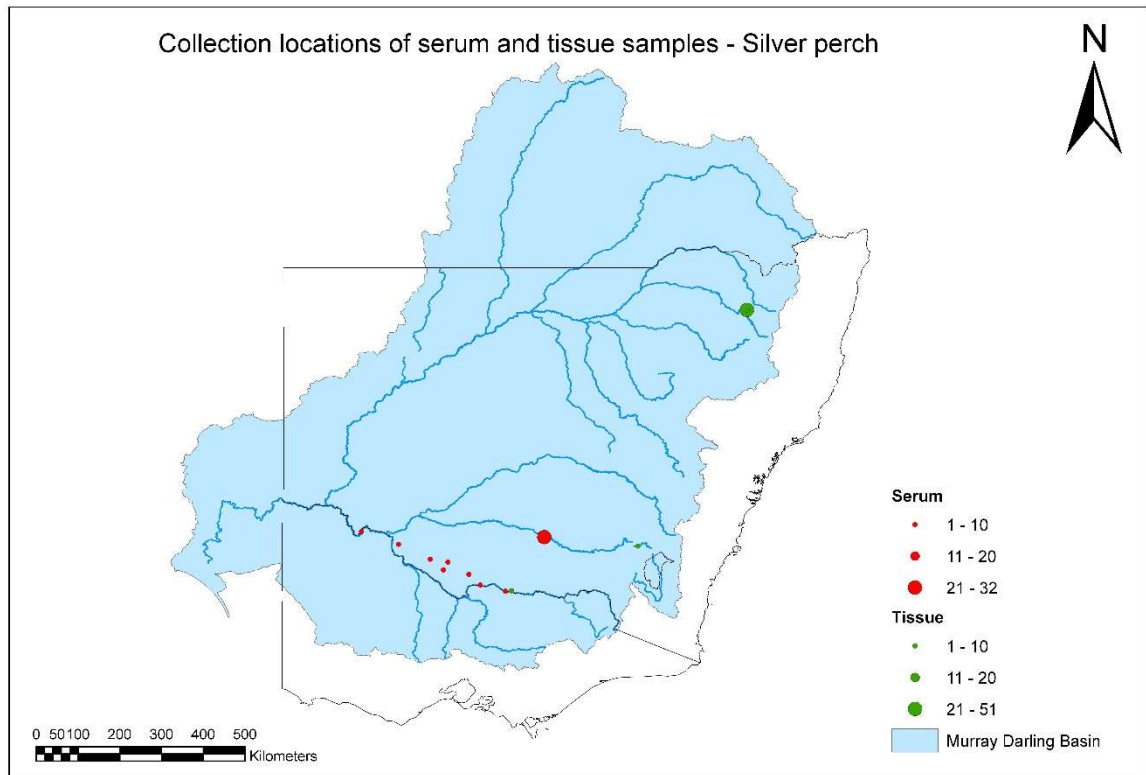 Collection locations of serum and tissue samples - Silver perch
N
Serum
1 - 10
11 - 20
21 - 32
Tissue
1 - 10
11 - 20
21 - 51
Murray Darling Basin
0 50100 200 300 400 500
Kilometers